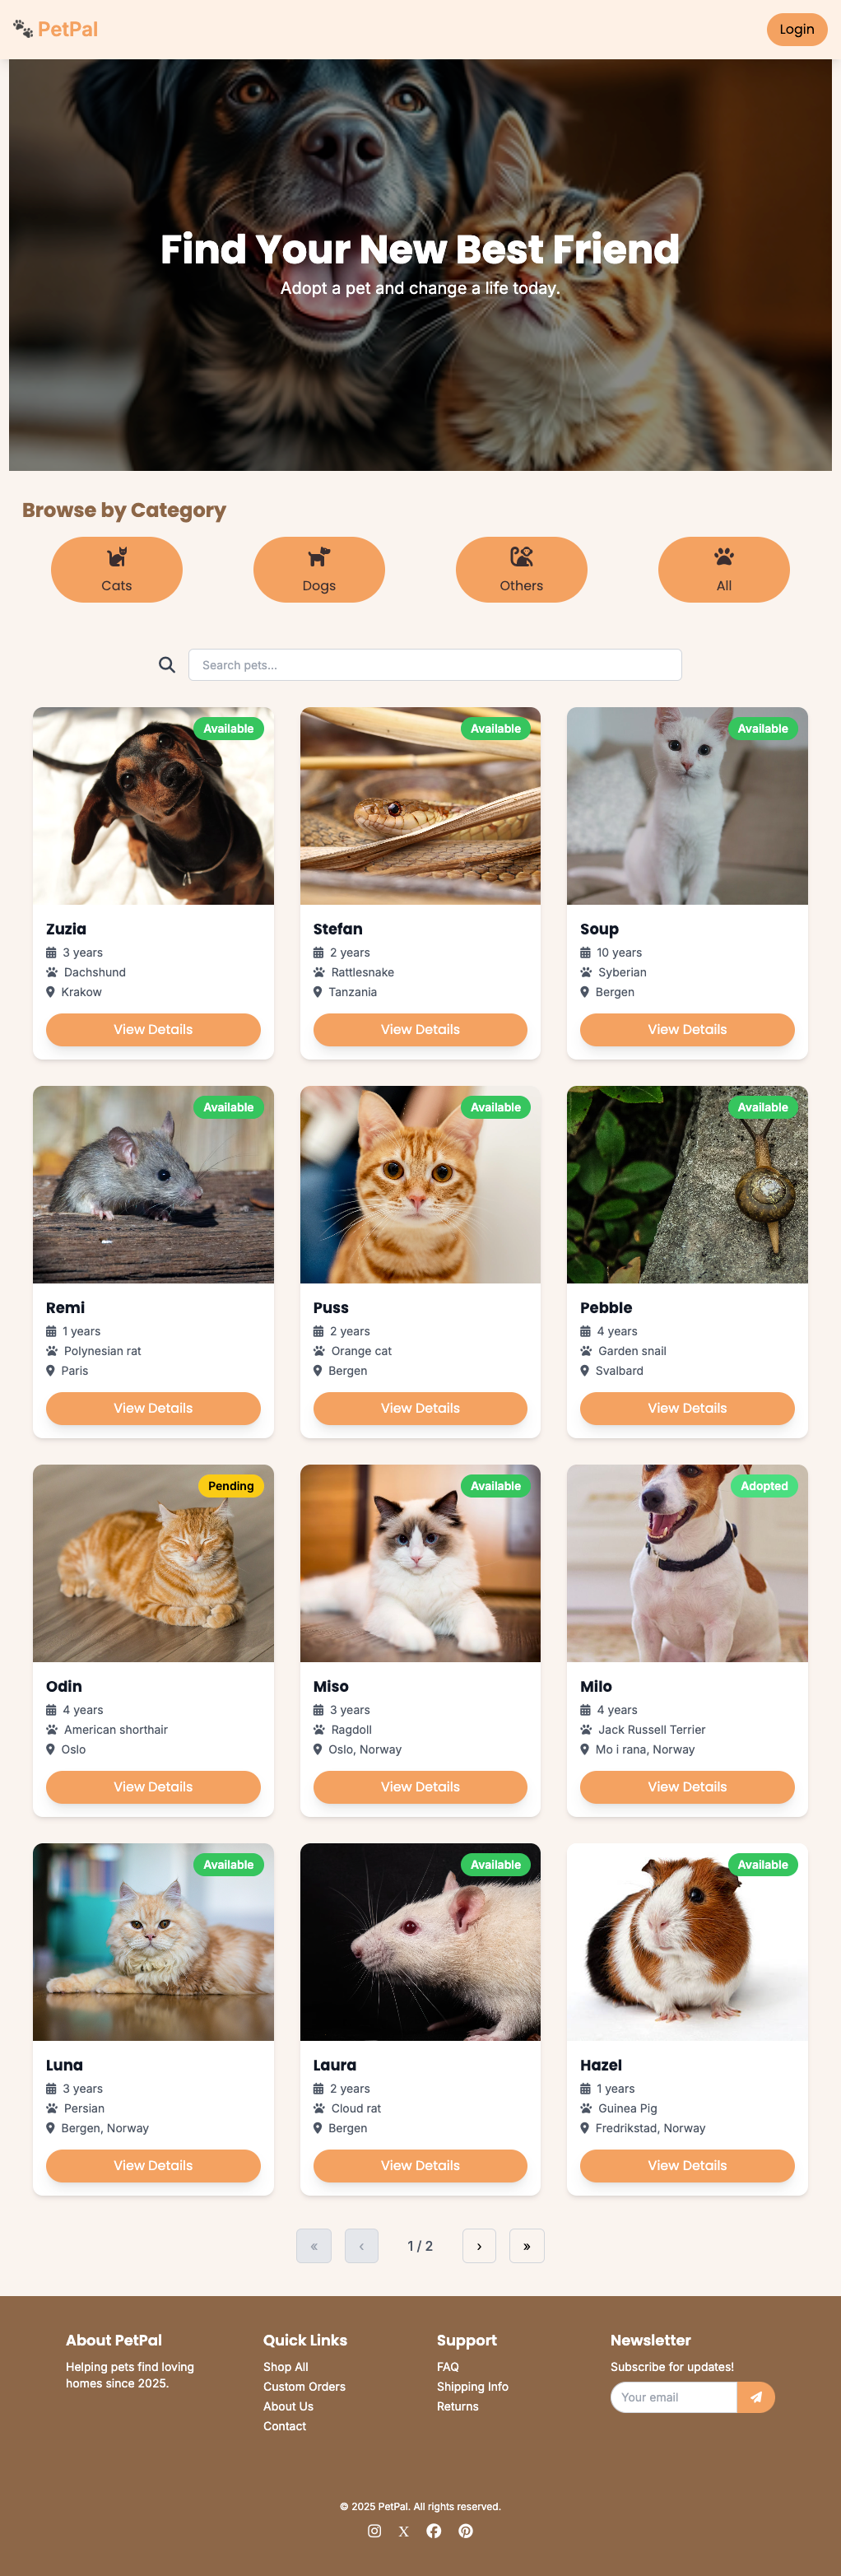 PetPal
Login
Find Your New Best Friend
Adopt a pet and change a life today.
Browse by Category
Cats
Dogs
Others
All
Search pets...
Available
Available
Available
Zuzia
3 years
Dachshund
Krakow
View Details
Stefan
2 years
Rattlesnake
Tanzania
View Details
Soup
10 years
Syberian
Bergen
View Details
Available
Available
Available
Remi
1 years
Polynesian rat
Paris
View Details
Puss
2 years
Orange cat
Bergen
View Details
Pebble
4 years
Garden snail
Svalbard
View Details
Pending
Available
Adopted
Odin
4 years
American shorthair
Oslo
View Details
Miso
3 years
Ragdoll
Oslo, Norway
View Details
Milo
4 years
Jack Russell Terrier
Mo i rana, Norway
View Details
Available
Available
Available
Luna
3 years
Persian
Bergen, Norway
View Details
Laura
2 years
Cloud rat
Bergen
View Details
Hazel
1 years
Guinea Pig
Fredrikstad, Norway
View Details
« ‹ 1 / 2 › »
About PetPal
Helping pets find loving
homes since 2025.
Quick Links
Shop All
Custom Orders
About Us
Contact
Support
FAQ
Shipping Info
Returns
Newsletter
Subscribe for updates!
Your email
© 2025 PetPal. All rights reserved.